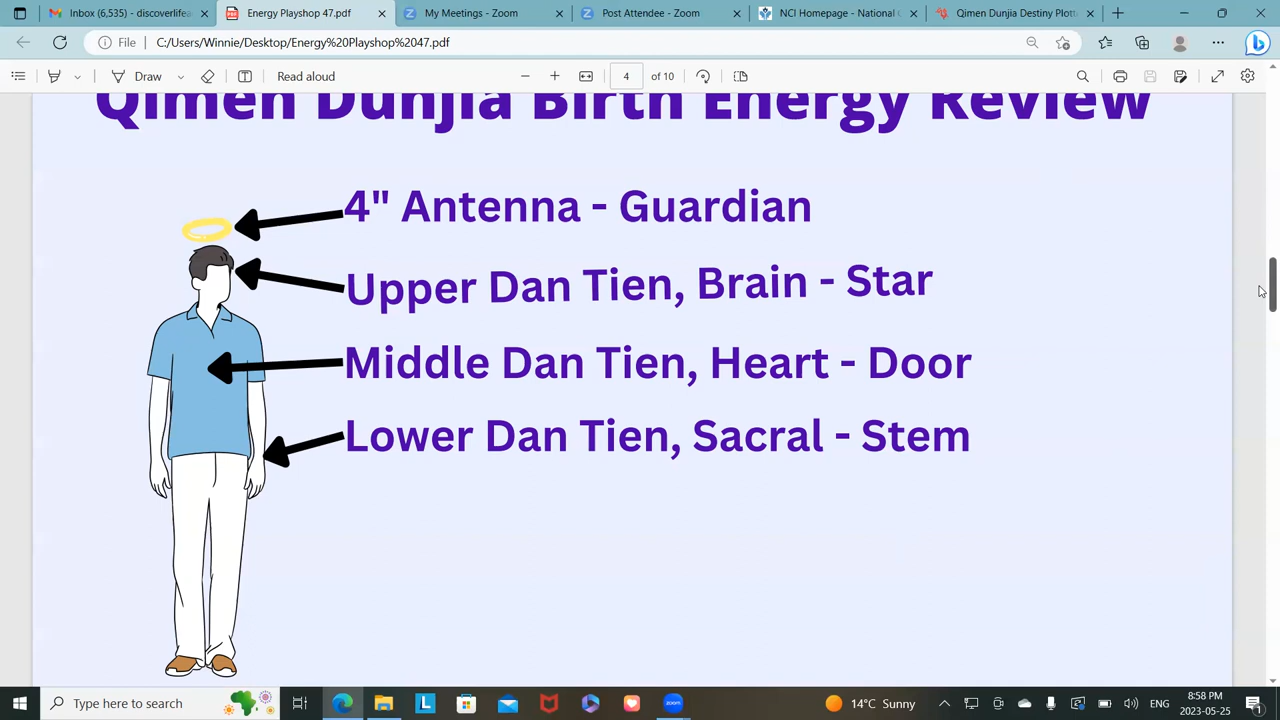 Inbox (6,535) - discoverlifea
Energy Playshop 47.pdf
My Meetings - Zoom
Post Attendee - Zoom
NCI Homepage - National C
Qimen Dunjia Destiny Plott
File
C:/Users/Winnie/Desktop/Energy%20Playshop%2047.pdf
Draw
Read aloud
4 of 10
Qimen Dunjia Birth Energy Review
4" Antenna - Guardian
Upper Dan Tien, Brain - Star
Middle Dan Tien, Heart - Door
Lower Dan Tien, Sacral - Stem
Type here to search
14°C Sunny
ENG
8:58 PM
2023-05-25